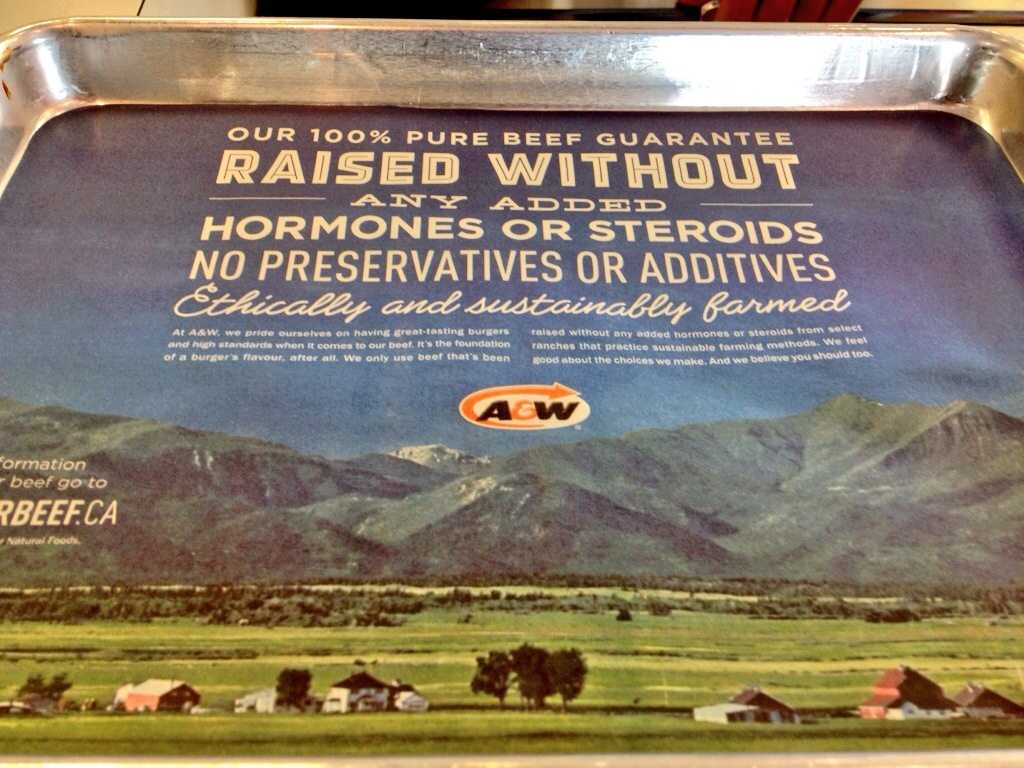 OUR 100% PURE BEEF GUARANTEE
RAISED WITHOUT
ANY ADDED
HORMONES OR STEROIDS
NO PRESERVATIVES OR ADDITIVES
Ethically and sustainably farmed
At A&W, we pride ourselves on having great-tasting burgers
and high standards when it comes to our beef. It's the foundation
of a burger's flavour, after all. We only use beef that's been
raised without any added hormones or steroids from select
ranches that practice sustainable farming methods. We feel
good about the choices we make. And we believe you should too.
A&W
formation
r beef go to
RBEEF.CA
r Natural Foods.